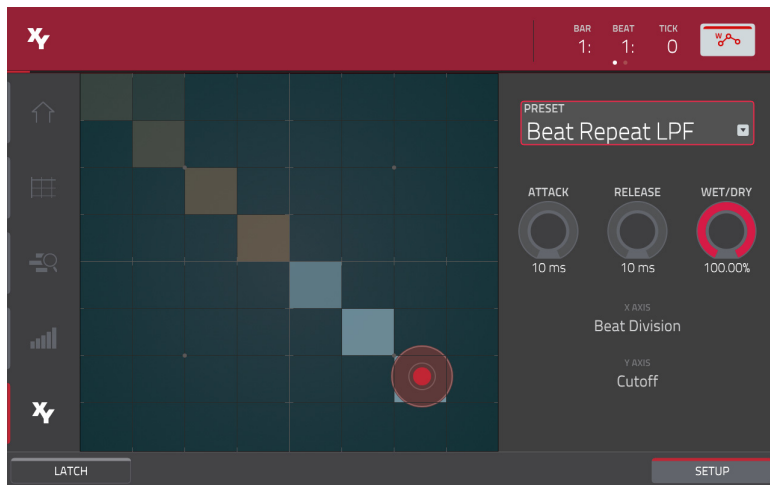 XY
BAR BEAT TICK
1: 1: 0
W
PRESET
Beat Repeat LPF
ATTACK RELEASE WET/DRY
10 ms 10 ms 100.00%
X AXIS
Beat Division
Y AXIS
Cutoff
XY
LATCH SETUP